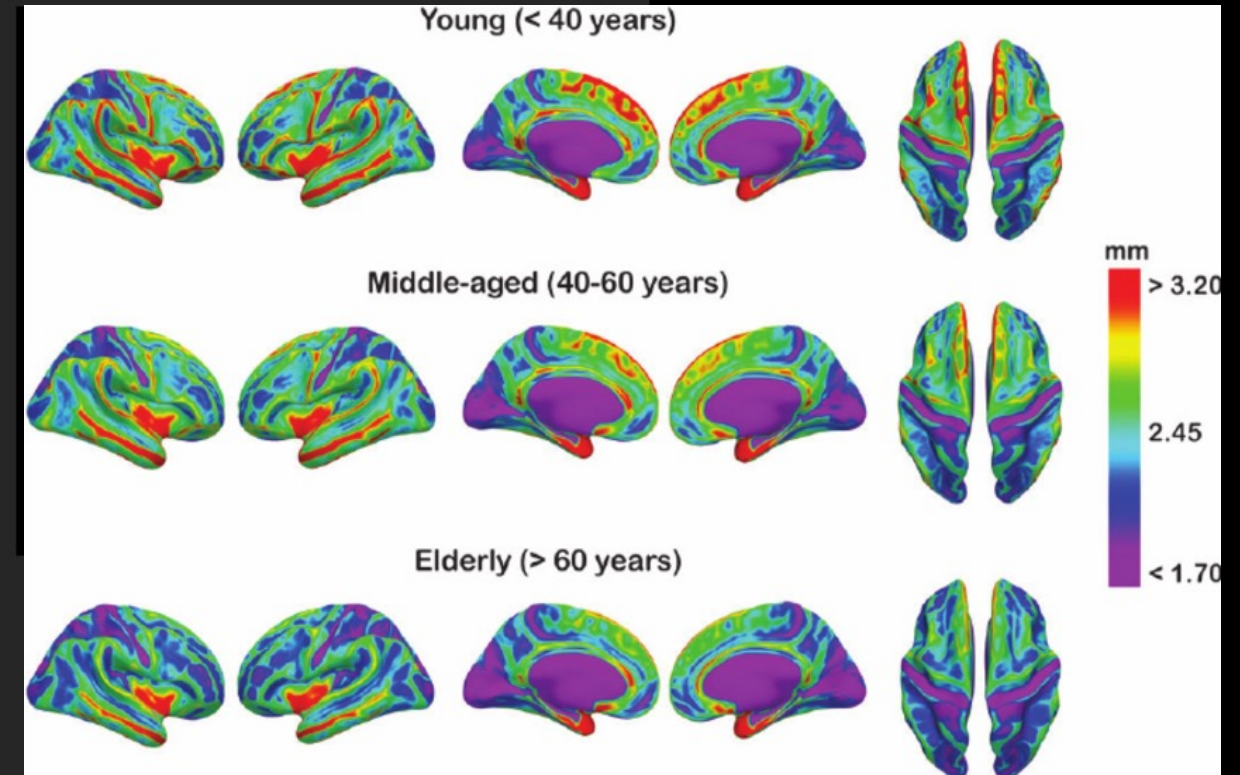 Young (< 40 years)
Middle-aged (40-60 years)
mm
> 3.20
2.45
< 1.70
Elderly (> 60 years)